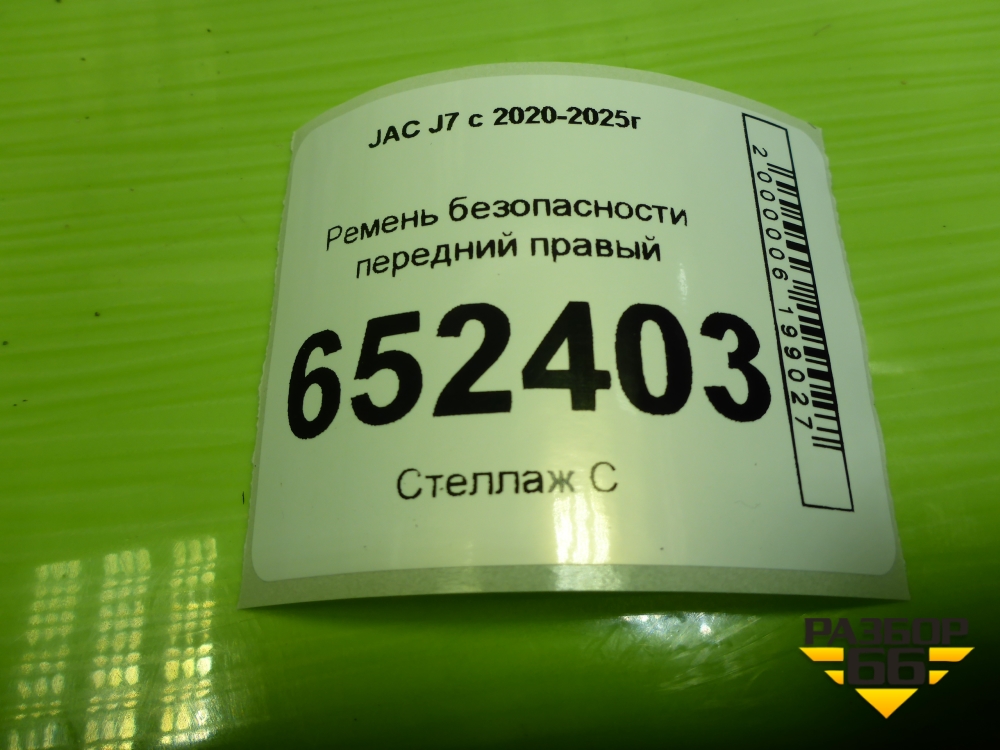 JAC J7 с 2020-2025г
Ремень безопасности
передний правый
652403
Стеллаж С
2000006199027
РАЗБОР
66